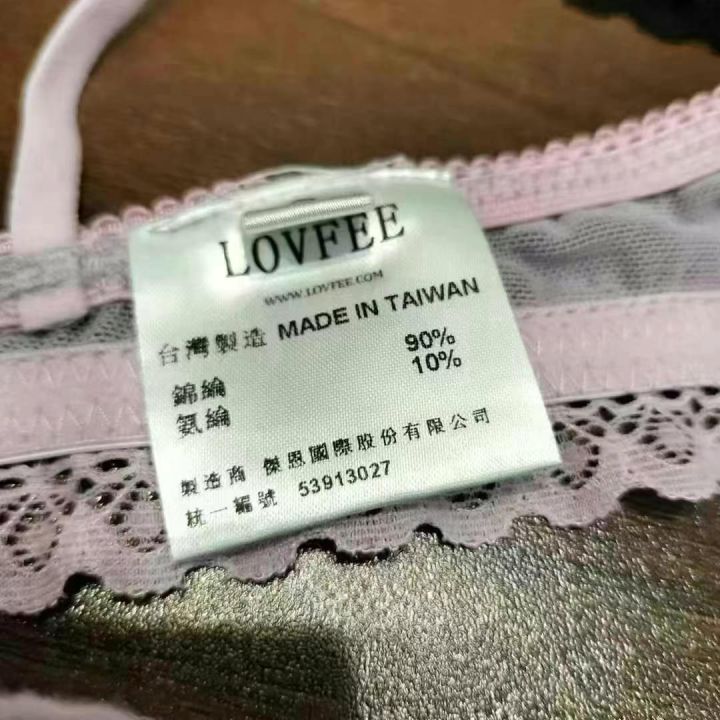 LOVFEE
WWW.LOVFEE.COM
台灣製造 MADE IN TAIWAN
錦綸 90%
氨綸 10%
製造商 傑恩國際股份有限公司
統一編號 53913027